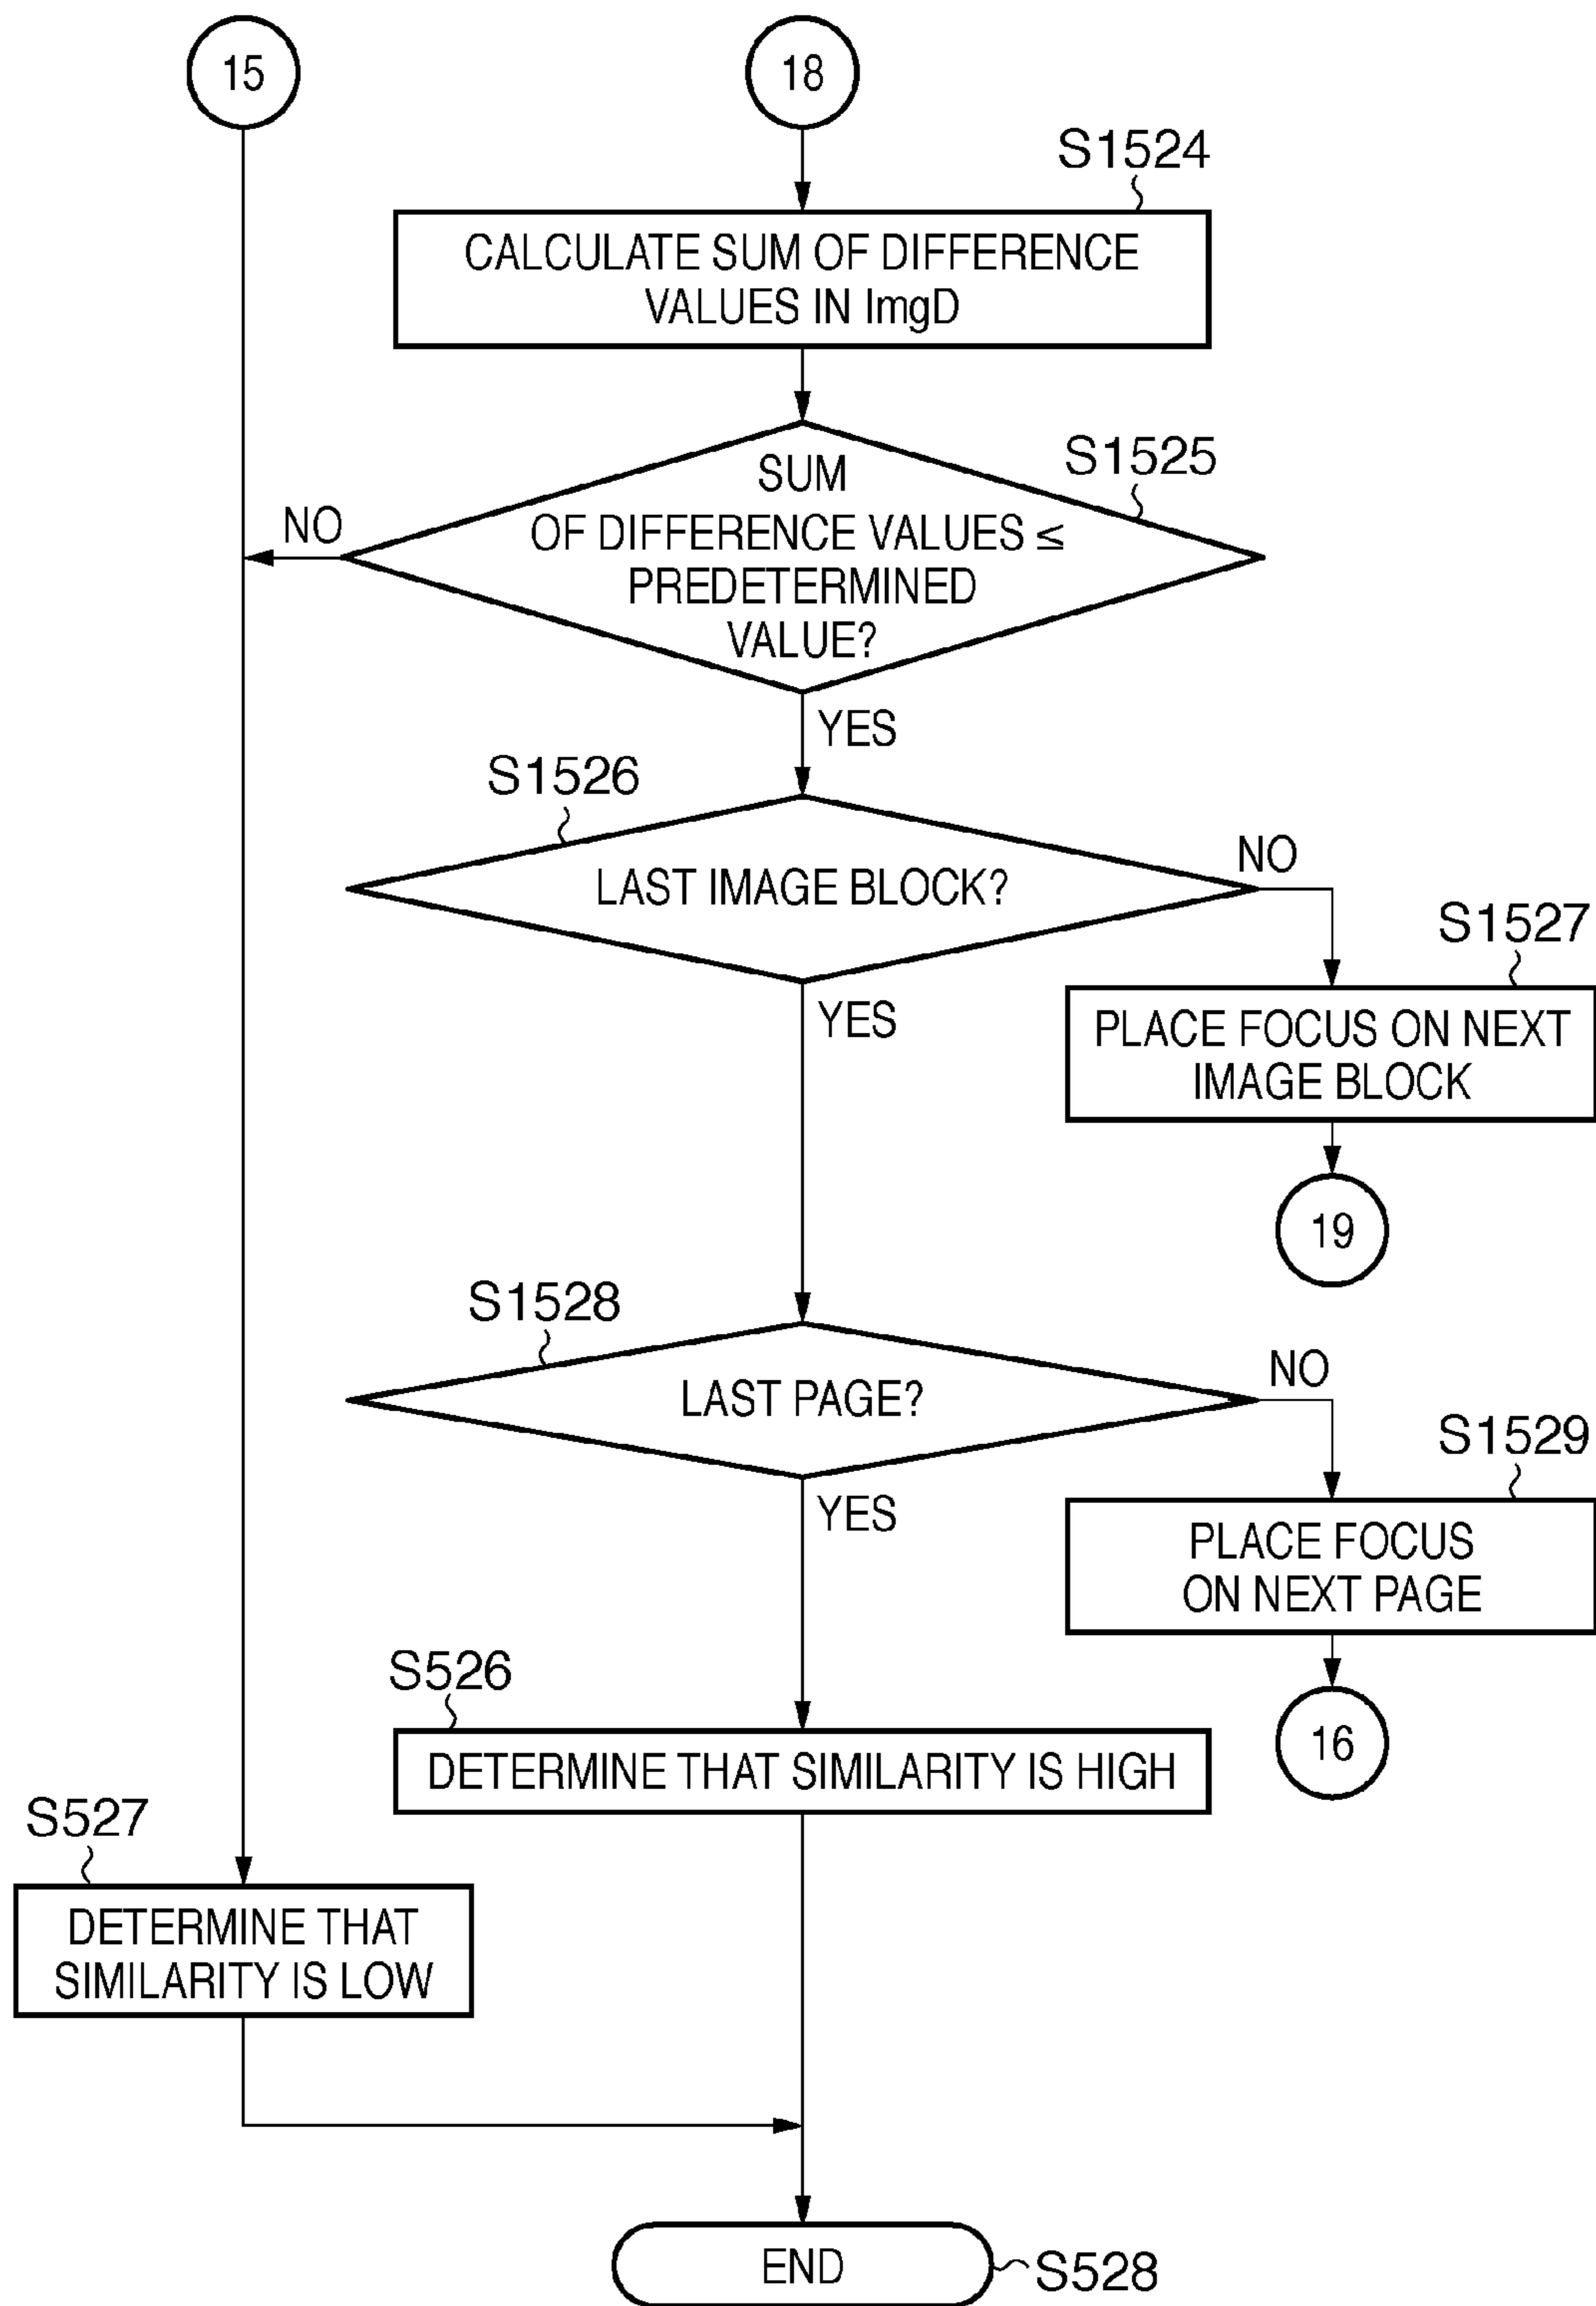 15
18
S1524
CALCULATE SUM OF DIFFERENCE
VALUES IN ImgD
S1525
SUM
OF DIFFERENCE VALUES ≤
PREDETERMINED
VALUE?
NO
YES
S1526
LAST IMAGE BLOCK?
NO
YES
S1527
PLACE FOCUS ON NEXT
IMAGE BLOCK
19
S1528
LAST PAGE?
NO
YES
S1529
PLACE FOCUS
ON NEXT PAGE
16
S526
DETERMINE THAT SIMILARITY IS HIGH
S527
DETERMINE THAT
SIMILARITY IS LOW
END
S528